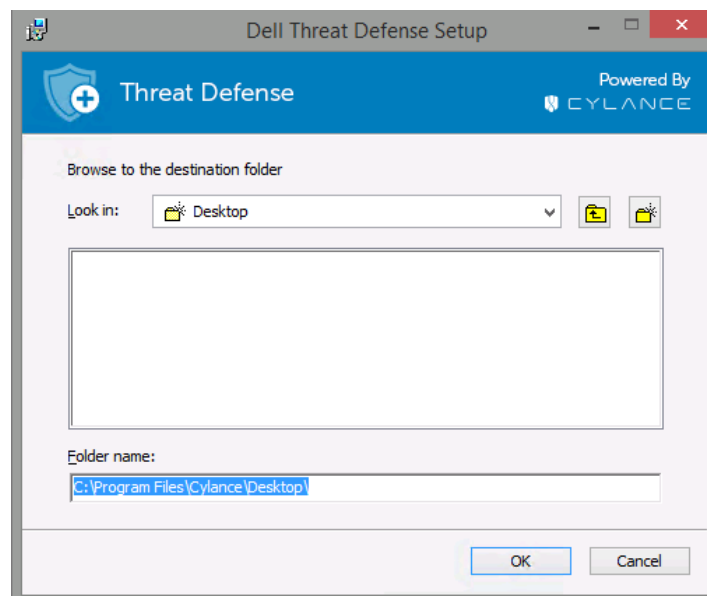 Dell Threat Defense Setup
Threat Defense
Powered By
CYLANCE
Browse to the destination folder
Look in:
Desktop
Folder name:
C:\Program Files\Cylance\Desktop\
OK
Cancel